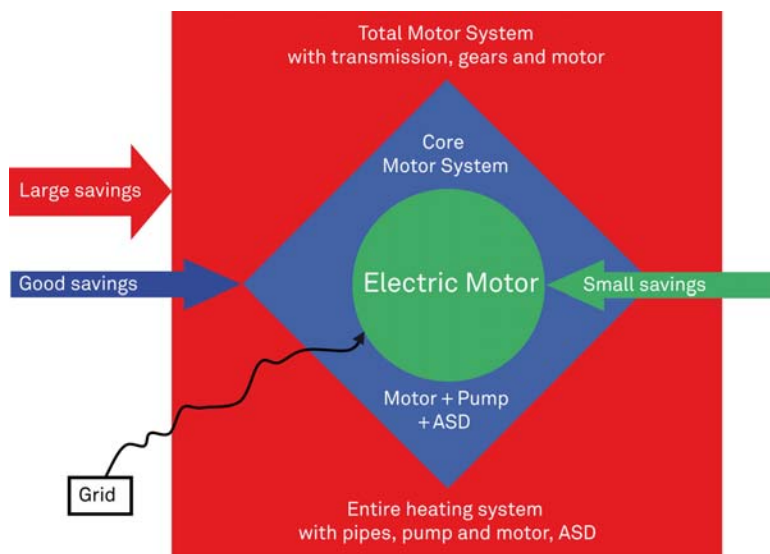 Total Motor System
with transmission, gears and motor
Core
Motor System
Large savings
Good savings
Electric Motor
Small savings
Motor + Pump
+ ASD
Grid
Entire heating system
with pipes, pump and motor, ASD